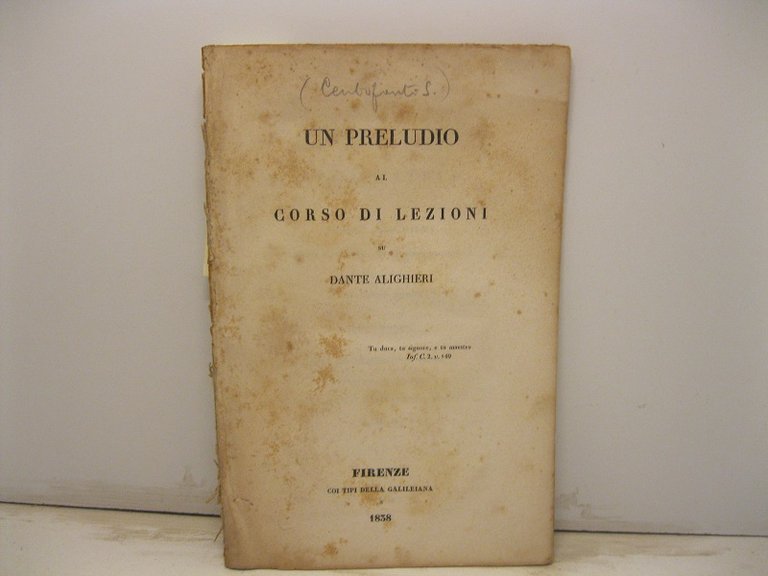 (Centofanti S.)
UN PRELUDIO
AL
CORSO DI LEZIONI
SU
DANTE ALIGHIERI
Tu duca, tu signore, e tu maestro
Inf. C. 2. v. 140
FIRENZE
COI TIPI DELLA GALILEIANA
1838